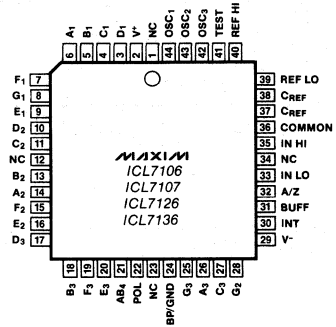 A1 B1 C1 D1 V+ NC OSC1 OSC2 OSC3 TEST REF HI
6 5 4 3 2 1 44 43 42 41 40
F1 7
G1 8
E1 9
D2 10
C2 11
NC 12
B2 13
A2 14
F2 15
E2 16
D3 17
MAXIM
ICL7106
ICL7107
ICL7126
ICL7136
39 REF LO
38 CREF
37 CREF
36 COMMON
35 IN HI
34 NC
33 IN LO
32 A/Z
31 BUFF
30 INT
29 V−
18 19 20 21 22 23 24 25 26 27 28
B3 F3 E3 AB4 POL NC BP/GND G3 A3 C3 G2